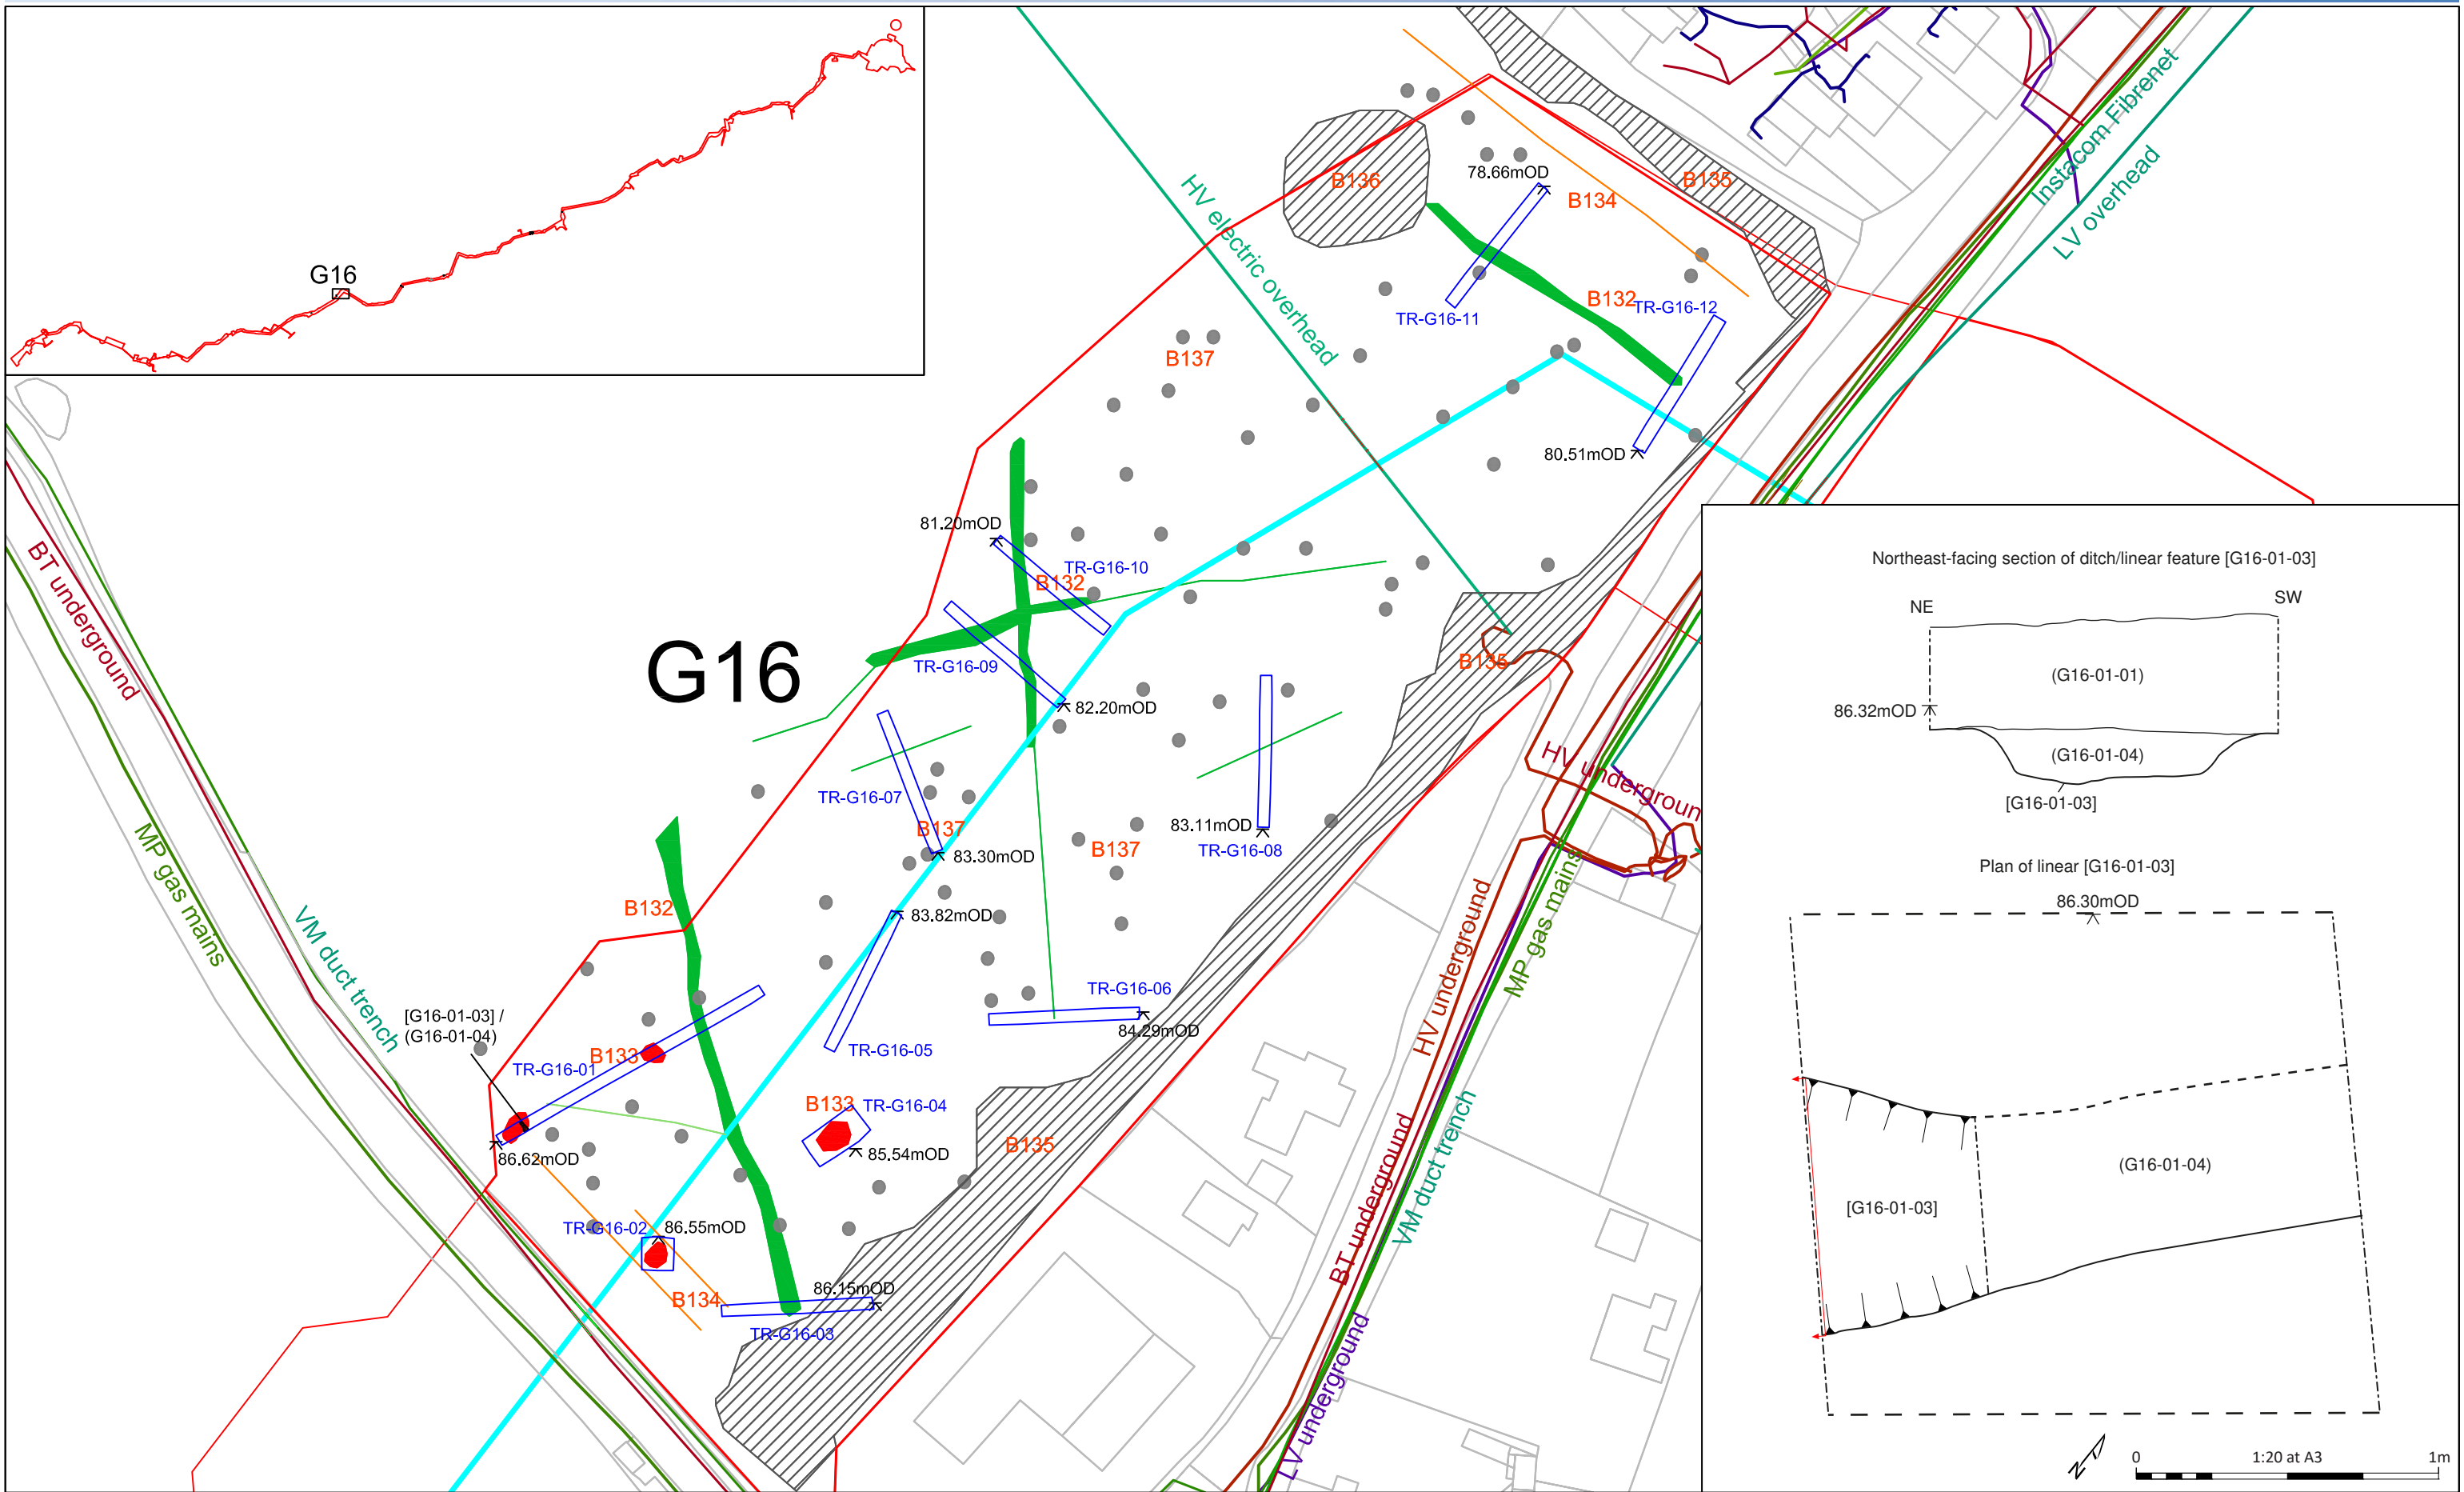 G16
78.66mOD
B136
B135
B134
HV electric overhead
Instacom Fibrenet
LV overhead
B132
TR-G16-12
TR-G16-11
B137
80.51mOD
81.20mOD
TR-G16-10
B132
BT underground
G16
TR-G16-09
82.20mOD
B135
HV undergroun
TR-G16-07
B137
83.30mOD
B137
83.11mOD
TR-G16-08
MP gas mains
VM duct trench
B132
83.82mOD
HV underground
MP gas mains
TR-G16-06
84.29mOD
[G16-01-03] /
(G16-01-04)
B133
TR-G16-01
TR-G16-05
B133
TR-G16-04
85.54mOD
B135
86.62mOD
BT underground
VM duct trench
TR-G16-02
86.55mOD
B134
86.15mOD
TR-G16-03
LV underground
Northeast-facing section of ditch/linear feature [G16-01-03]
NE
SW
(G16-01-01)
86.32mOD
(G16-01-04)
[G16-01-03]
Plan of linear [G16-01-03]
86.30mOD
(G16-01-04)
[G16-01-03]
N
0
1:20 at A3
1m